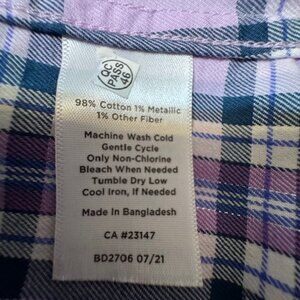 QC
PASS
46
98% Cotton 1% Metallic
1% Other Fiber
Machine Wash Cold
Gentle Cycle
Only Non-Chlorine
Bleach When Needed
Tumble Dry Low
Cool Iron, If Needed
Made In Bangladesh
CA #23147
BD2706 07/21